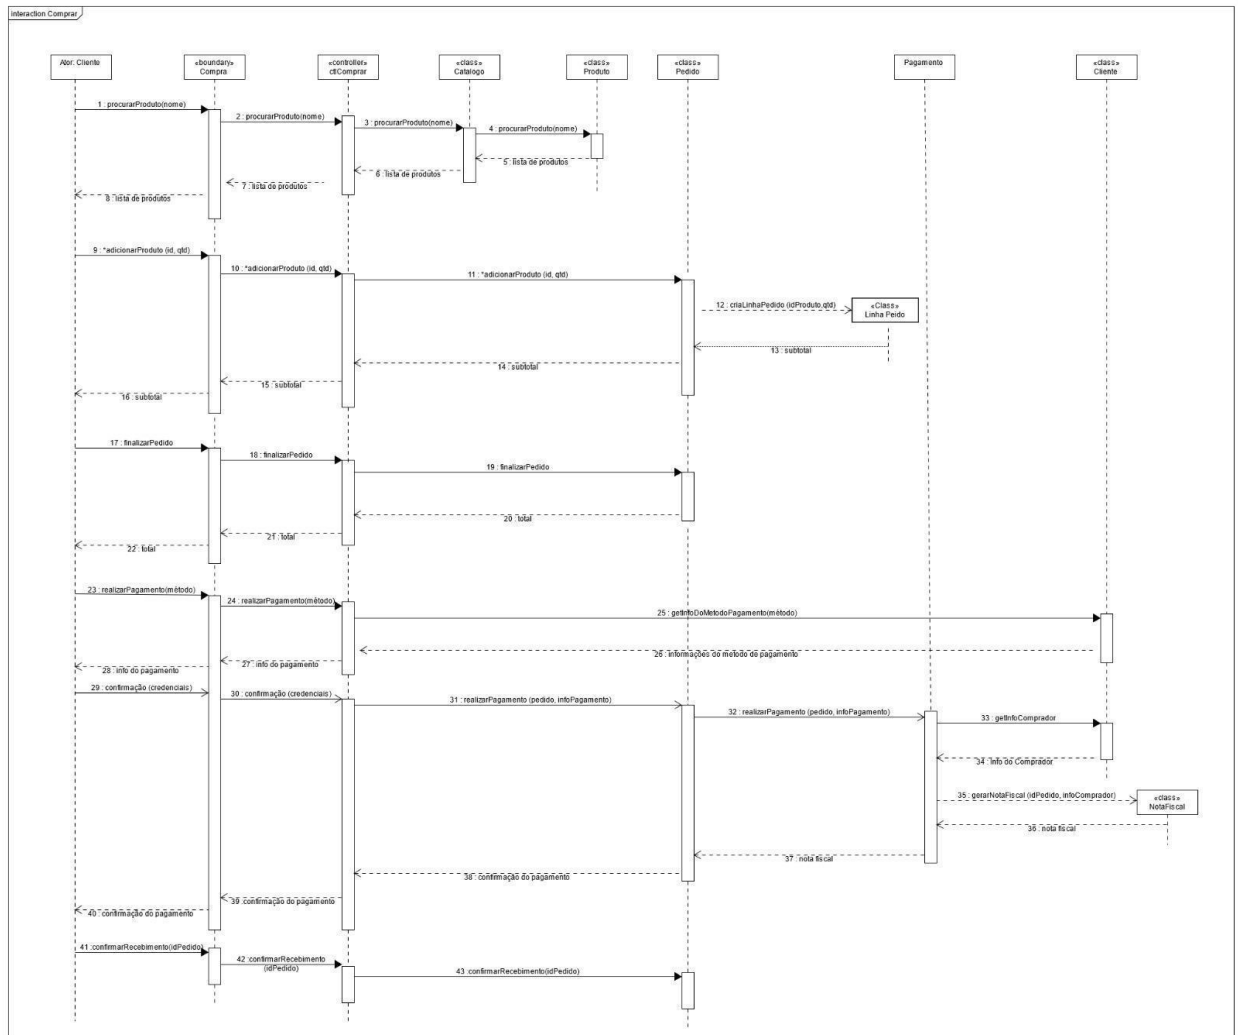 interaction Comprar
Ator: Cliente
«boundary»
Compra
«controller»
ctlComprar
«class»
Catalogo
«class»
Produto
«class»
Pedido
Pagamento
«class»
Cliente
1 : procurarProduto(nome)
2 : procurarProduto(nome)
3 : procurarProduto(nome)
4 : procurarProduto(nome)
5 : lista de produtos
6 : lista de produtos
7 : lista de produtos
8 : lista de produtos
9 : *adicionarProduto (id, qtd)
10 : *adicionarProduto (id, qtd)
11 : *adicionarProduto (id, qtd)
12 : criaLinhaPedido (idProduto,qtd)
«Class»
Linha Peido
13 : subtotal
14 : subtotal
15 : subtotal
16 : subtotal
17 : finalizarPedido
18 : finalizarPedido
19 : finalizarPedido
20 : total
21 : total
22 : total
23 : realizarPagamento(método)
24 : realizarPagamento(método)
25 : getInfoDoMetodoPagamento(método)
26 : informações do metodo de pagamento
27 : info do pagamento
28 : info do pagamento
29 : confirmação (credenciais)
30 : confirmação (credenciais)
31 : realizarPagamento (pedido, infoPagamento)
32 : realizarPagamento (pedido, infoPagamento)
33 : getInfoComprador
34 : Info do Comprador
35 : gerarNotaFiscal (idPedido, infoComprador)
«class»
NotaFiscal
36 : nota fiscal
37 : nota fiscal
38 : confirmação do pagamento
39 :confirmação do pagamento
40 : confirmação do pagamento
41 :confirmarRecebimento(idPedido)
42 :confirmarRecebimento
(idPedido)
43 :confirmarRecebimento(idPedido)